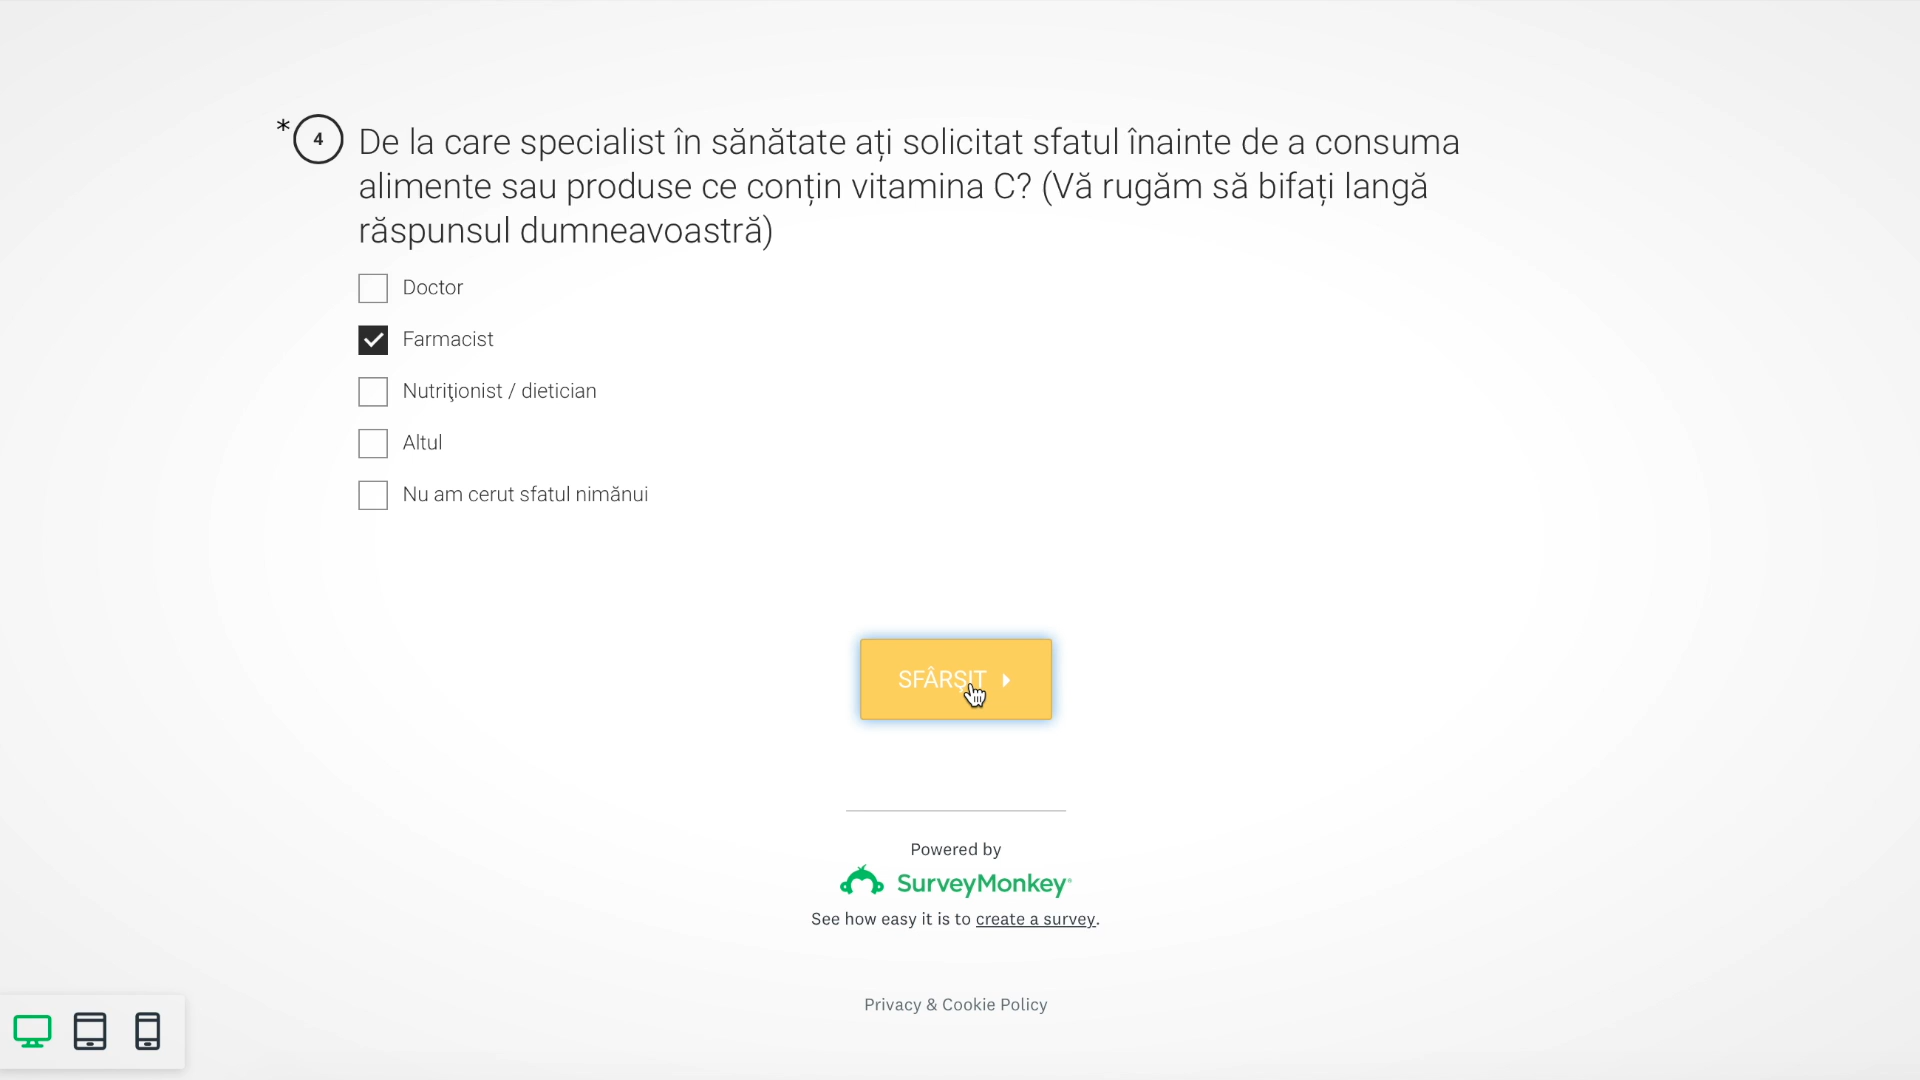 * 4 De la care specialist în sănătate ați solicitat sfatul înainte de a consuma
alimente sau produse ce conțin vitamina C? (Vă rugăm să bifați langă
răspunsul dumneavoastră)
Doctor
Farmacist
Nutriţionist / dietician
Altul
Nu am cerut sfatul nimănui
SFÂRŞIT
Powered by
SurveyMonkey
See how easy it is to create a survey.
Privacy & Cookie Policy